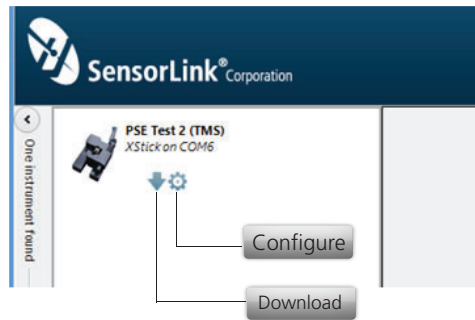 SensorLink® Corporation
One instrument found
PSE Test 2 (TMS)
XStick on COM6
Configure
Download